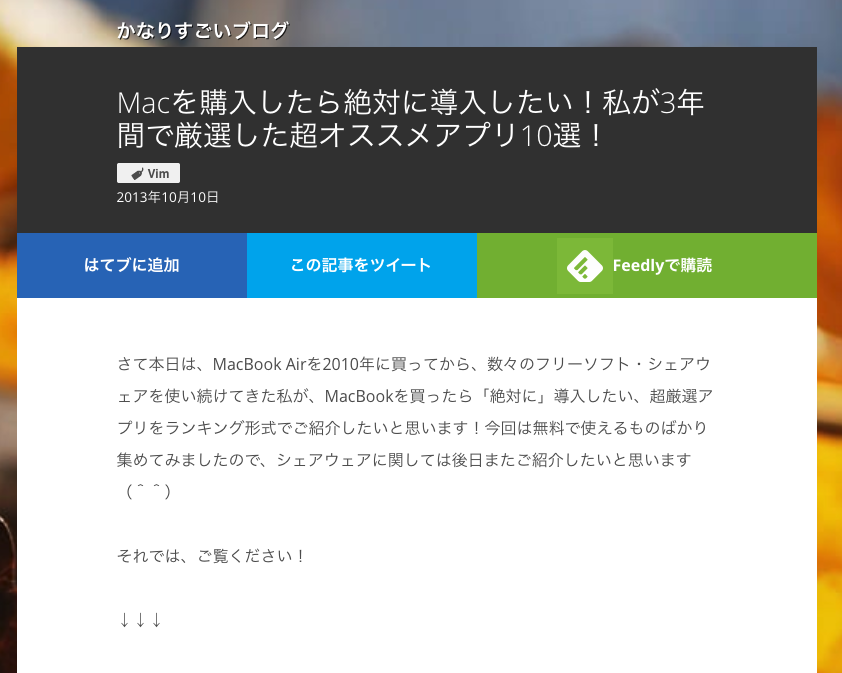 かなりすごいブログ
Macを購入したら絶対に導入したい！私が3年
間で厳選した超オススメアプリ10選！
Vim
2013年10月10日
はてブに追加
この記事をツイート
Feedlyで購読
さて本日は、MacBook Airを2010年に買ってから、数々のフリーソフト・シェアウ
ェアを使い続けてきた私が、MacBookを買ったら「絶対に」導入したい、超厳選ア
プリをランキング形式でご紹介したいと思います！今回は無料で使えるものばかり
集めてみましたので、シェアウェアに関しては後日またご紹介したいと思います
（＾＾）
それでは、ご覧ください！
↓↓↓